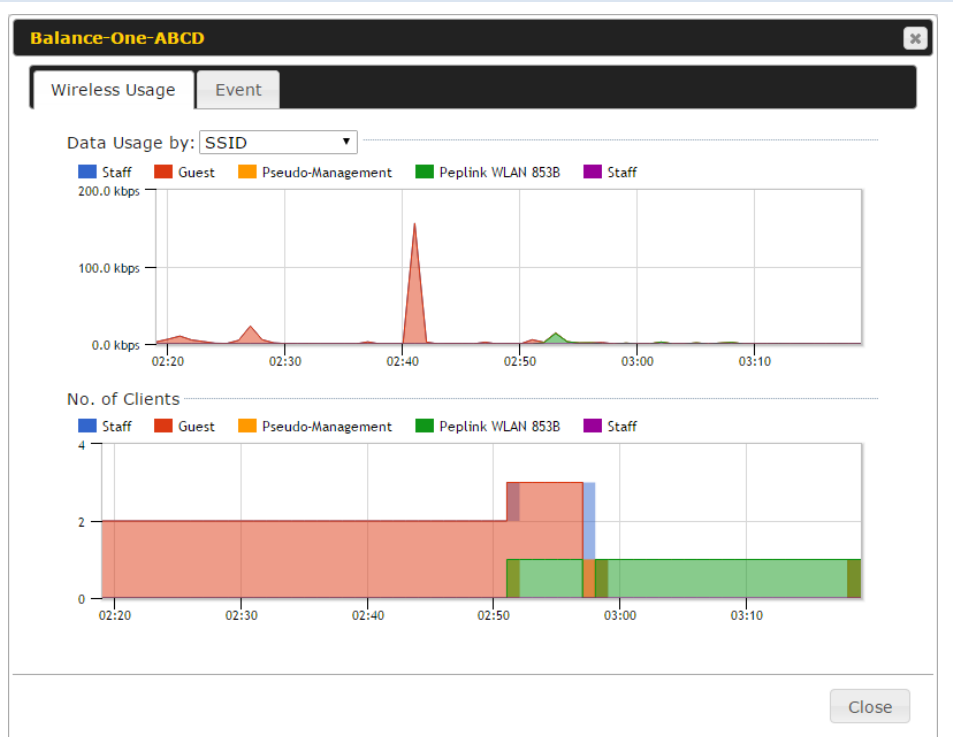 Balance-One-ABCD
Wireless Usage Event
Data Usage by: SSID
Staff Guest Pseudo-Management Peplink WLAN 853B Staff
200.0 kbps
100.0 kbps
0.0 kbps
02:20 02:30 02:40 02:50 03:00 03:10
No. of Clients
Staff Guest Pseudo-Management Peplink WLAN 853B Staff
4
2
0
02:20 02:30 02:40 02:50 03:00 03:10
Close